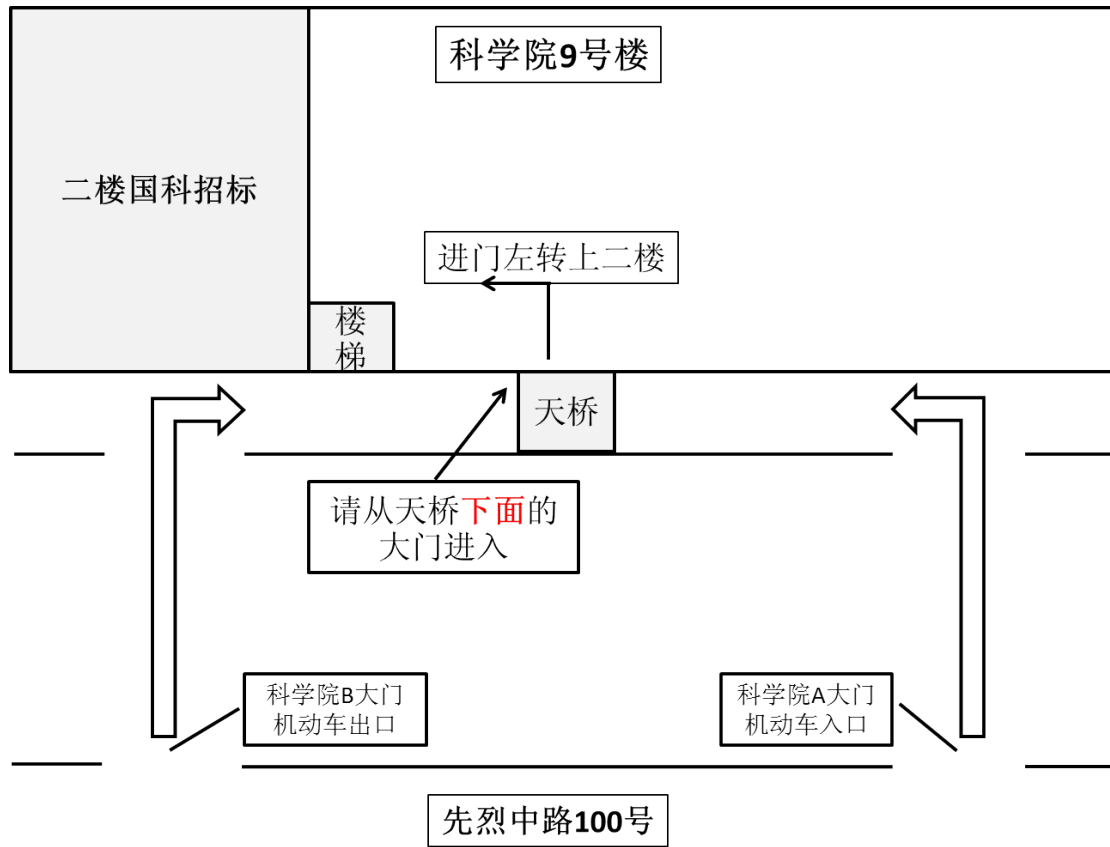 科学院9号楼
二楼国科招标
进门左转上二楼
楼
梯
天桥
请从天桥下面的
大门进入
科学院B大门
机动车出口
科学院A大门
机动车入口
先烈中路100号